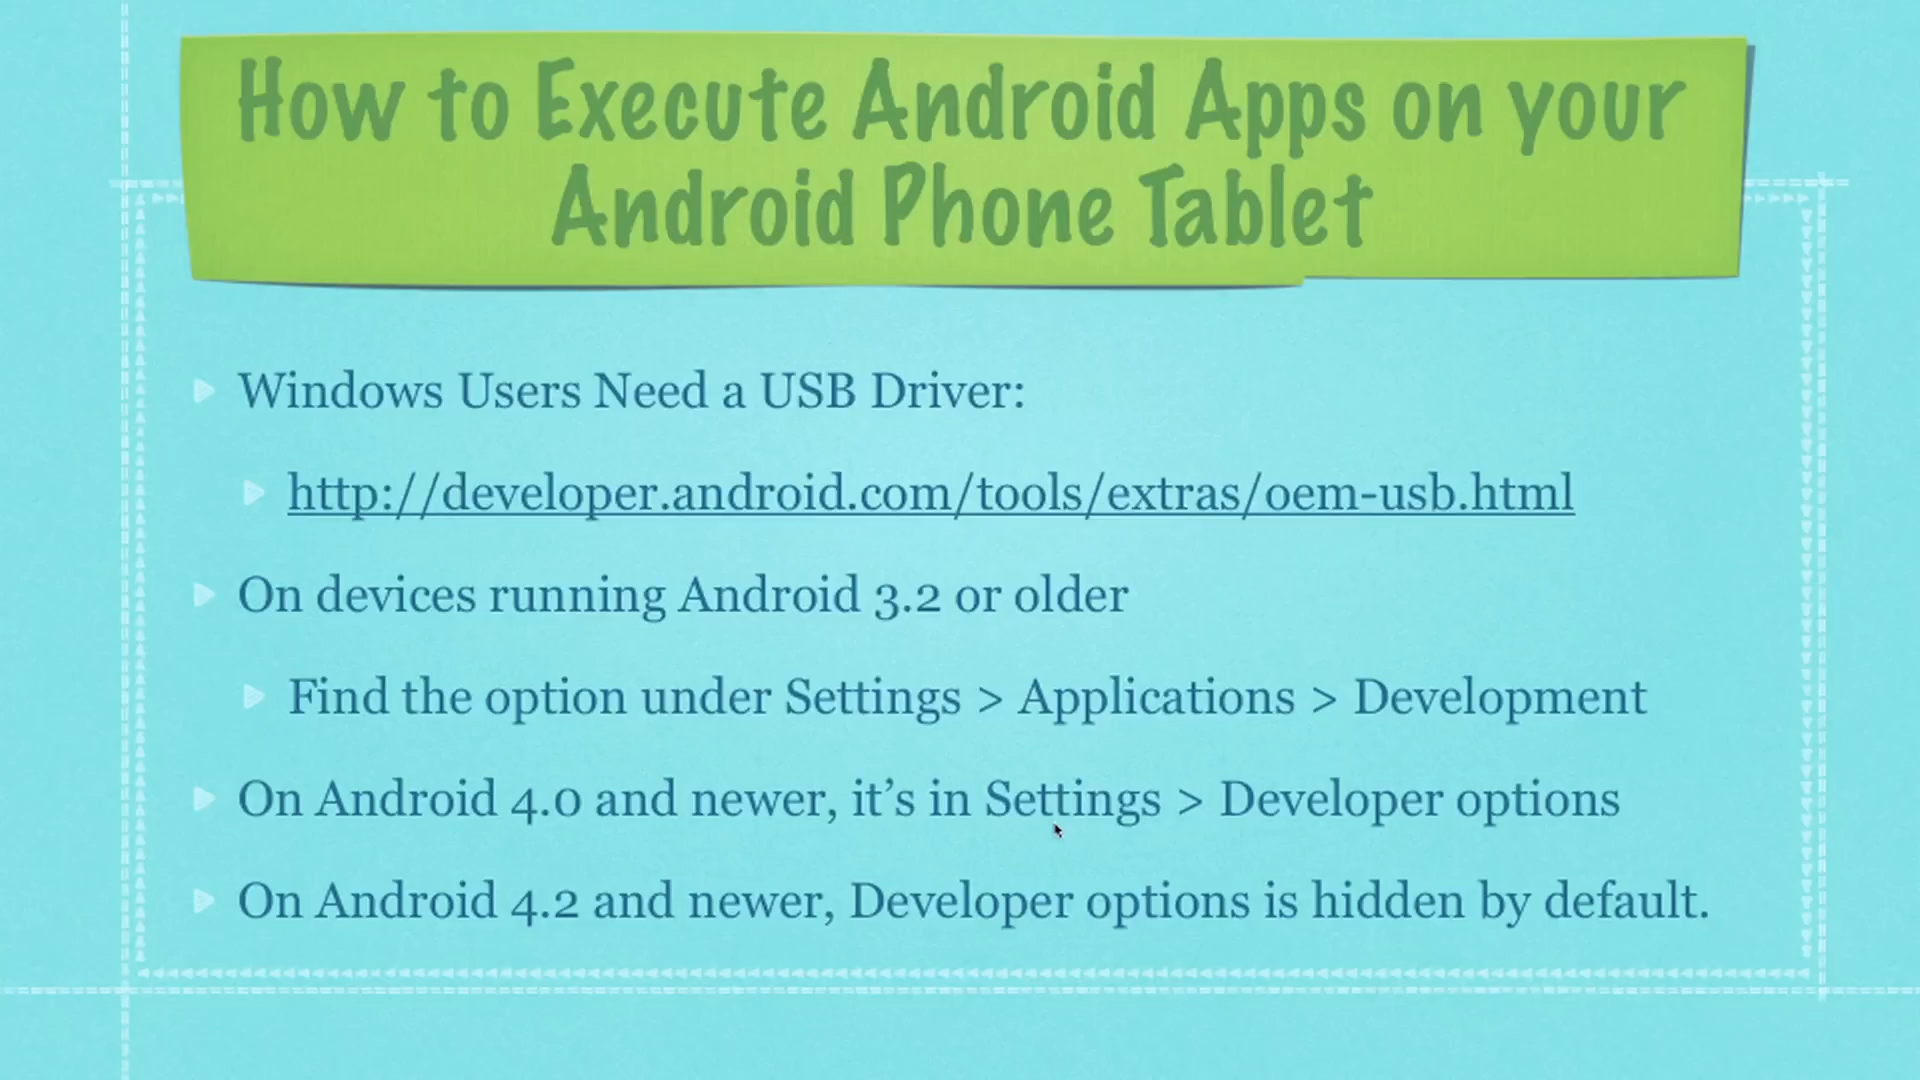 How to Execute Android Apps on your
Android Phone Tablet
Windows Users Need a USB Driver:
http://developer.android.com/tools/extras/oem-usb.html
On devices running Android 3.2 or older
Find the option under Settings > Applications > Development
On Android 4.0 and newer, it’s in Settings > Developer options
On Android 4.2 and newer, Developer options is hidden by default.